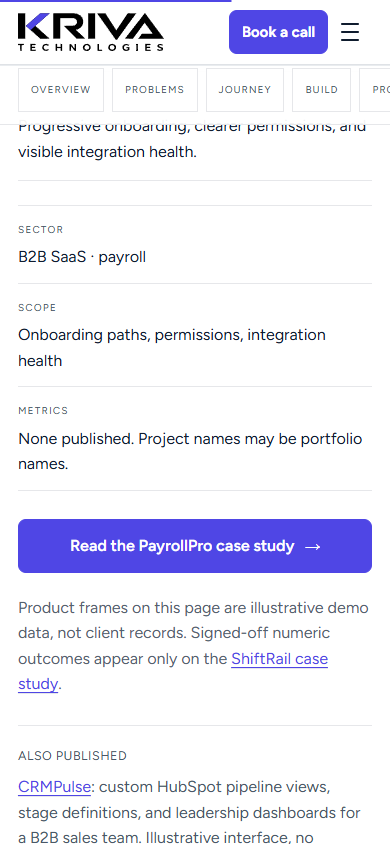 KRIVA
TECHNOLOGIES
Book a call
OVERVIEW
PROBLEMS
JOURNEY
BUILD
Progressive onboarding, clearer permissions, and
visible integration health.
SECTOR
B2B SaaS · payroll
SCOPE
Onboarding paths, permissions, integration
health
METRICS
None published. Project names may be portfolio
names.
Read the PayrollPro case study →
Product frames on this page are illustrative demo
data, not client records. Signed-off numeric
outcomes appear only on the ShiftRail case
study.
ALSO PUBLISHED
CRMPulse: custom HubSpot pipeline views,
stage definitions, and leadership dashboards for
a B2B sales team. Illustrative interface, no